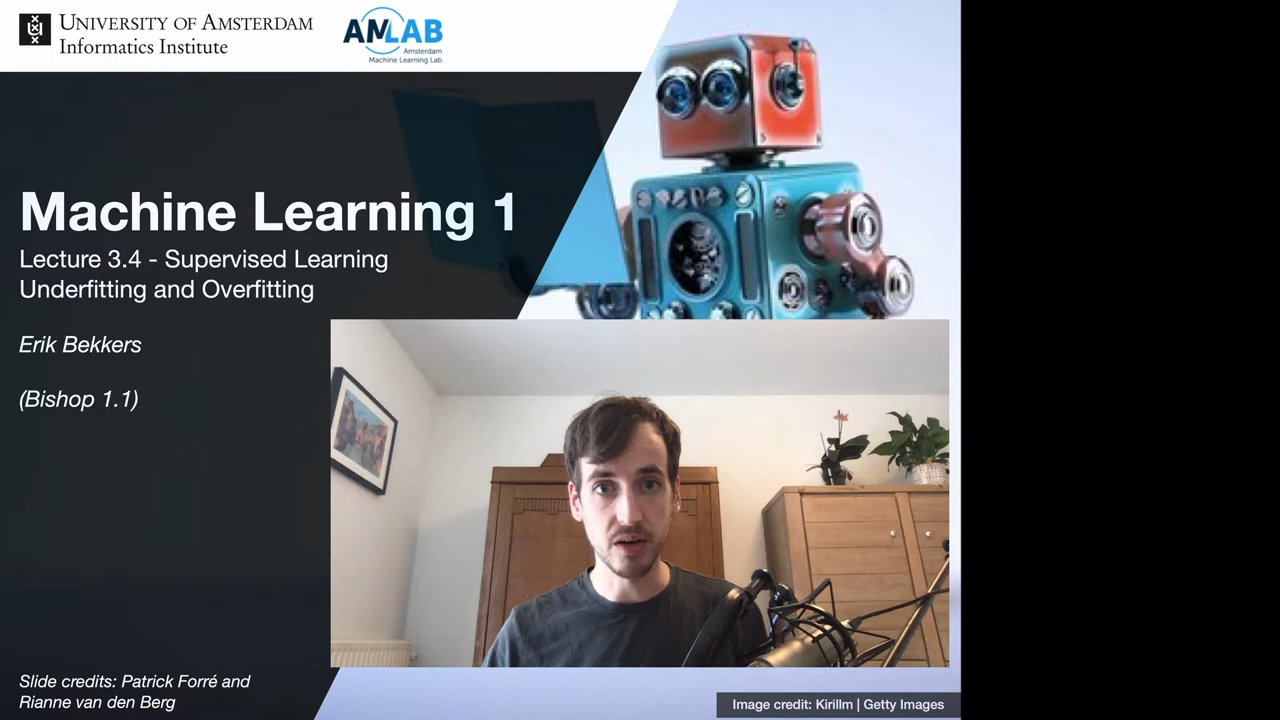 UNIVERSITY OF AMSTERDAM
Informatics Institute
AMLAB
Amsterdam
Machine Learning Lab
Machine Learning 1
Lecture 3.4 - Supervised Learning
Underfitting and Overfitting
Erik Bekkers
(Bishop 1.1)
Slide credits: Patrick Forré and
Rianne van den Berg
Image credit: Kirillm | Getty Images